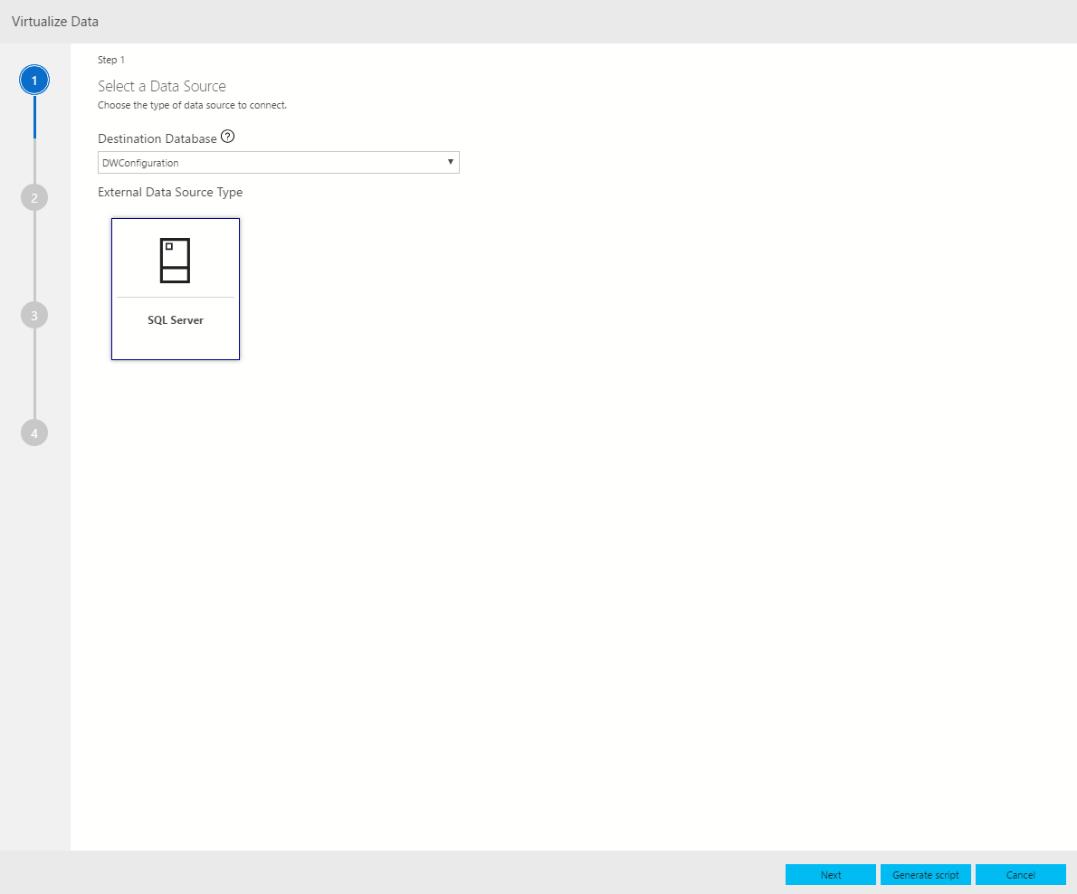 Virtualize Data
1
2
3
4
Step 1
Select a Data Source
Choose the type of data source to connect.
Destination Database ?
DWConfiguration
External Data Source Type
SQL Server
Next
Generate script
Cancel